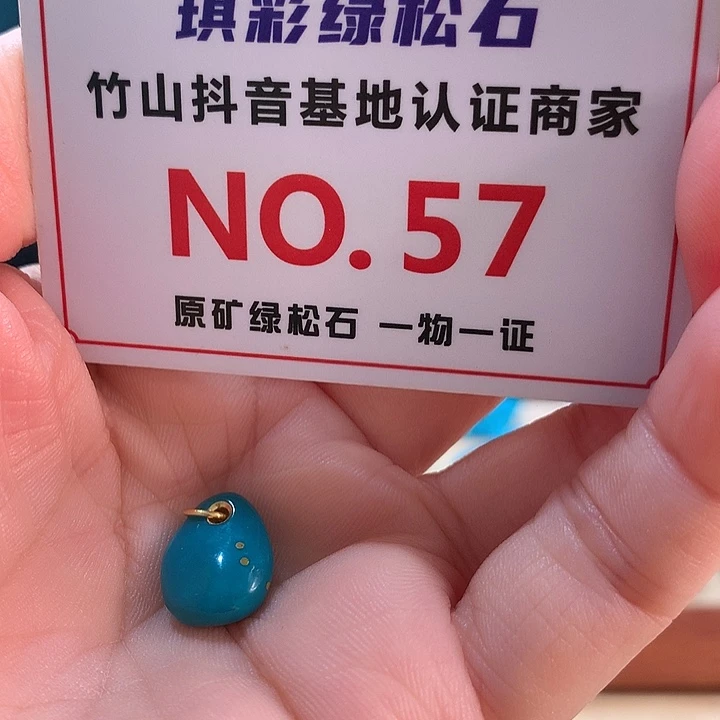 琪彩绿松石
竹山抖音基地认证商家
NO.57
原矿绿松石 一物一证